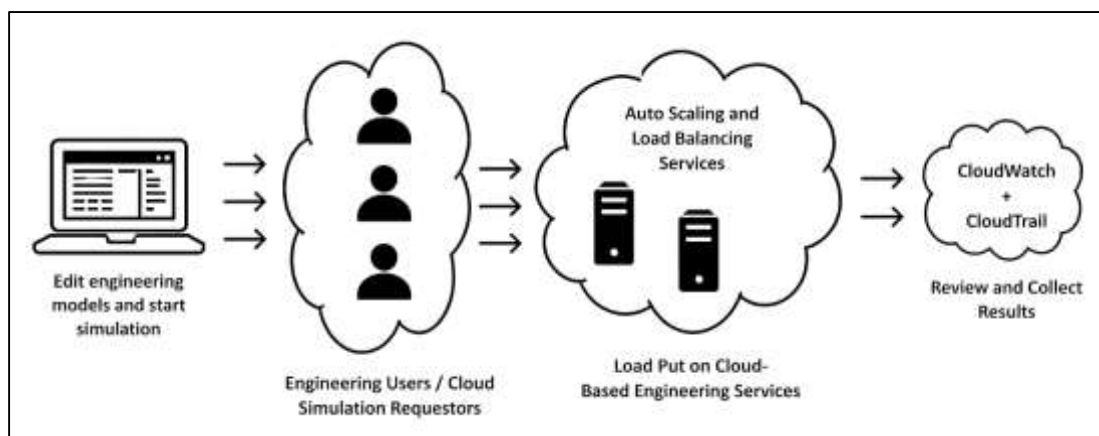 Edit engineering
models and start
simulation
Engineering Users / Cloud
Simulation Requestors
Auto Scaling and
Load Balancing
Services
Load Put on Cloud-
Based Engineering Services
CloudWatch
+
CloudTrail
Review and Collect
Results